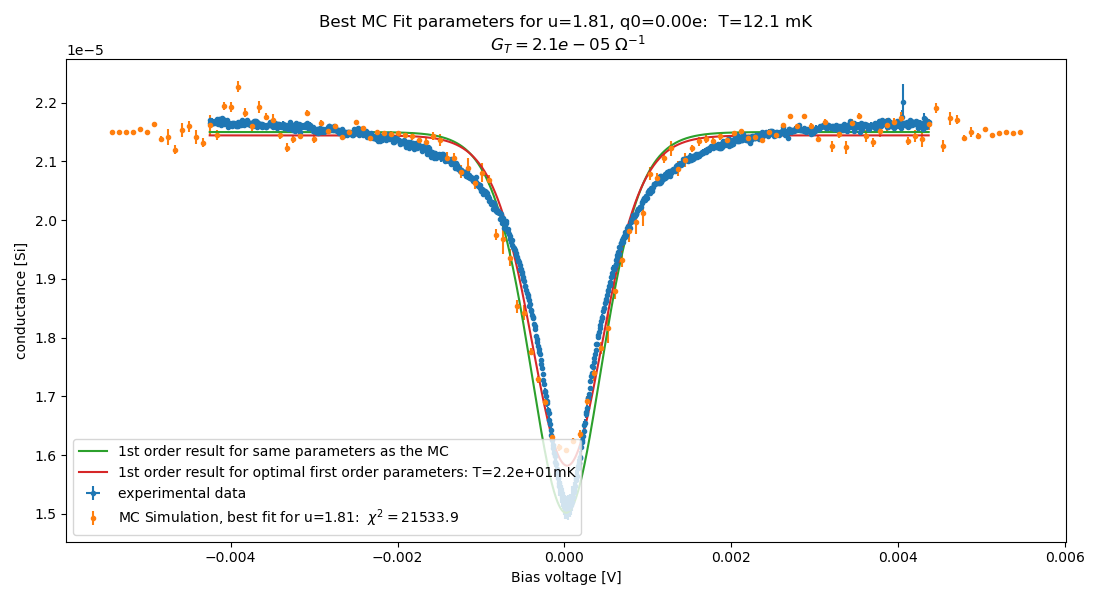 Best MC Fit parameters for u=1.81, q0=0.00e:  T=12.1 mK
G_T = 2.1e − 05 Ω⁻¹
1e−5
2.2
2.1
2.0
1.9
1.8
1.7
1.6
1.5
conductance [Si]
1st order result for same parameters as the MC
1st order result for optimal first order parameters: T=2.2e+01mK
experimental data
MC Simulation, best fit for u=1.81:  χ² = 21533.9
−0.004 −0.002 0.000 0.002 0.004 0.006
Bias voltage [V]